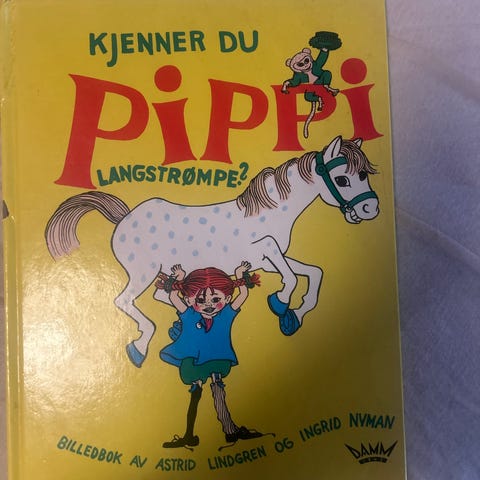 KJENNER DU
PIPPI
LANGSTRØMPE?
BILLEDBOK AV ASTRID LINDGREN OG INGRID NYMAN
DAMM